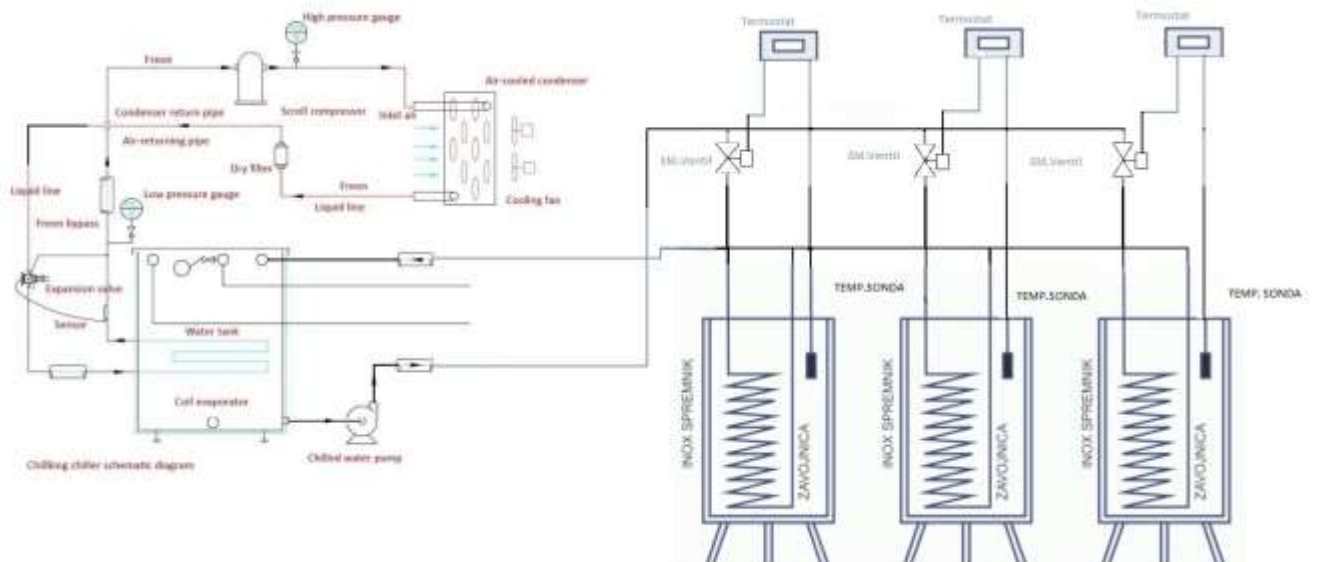 High pressure gauge
Freon
Scroll compressor
Air-cooled condenser
Inlet air
Condenser return pipe
Air-returning pipe
Dry filter
Freon
Liquid line
Cooling fan
Liquid line
Low pressure gauge
Freon bypass
Expansion valve
Sensor
Water tank
Coil evaporator
Chilled water pump
Chilling chiller schematic diagram
Termostat
Termostat
Termostat
EM.Ventil
EM.Ventil
EM.Ventil
TEMP.SONDA
TEMP.SONDA
TEMP. SONDA
INOX SPREMNIK
ZAVOJNICA
INOX SPREMNIK
ZAVOJNICA
INOX SPREMNIK
ZAVOJNICA